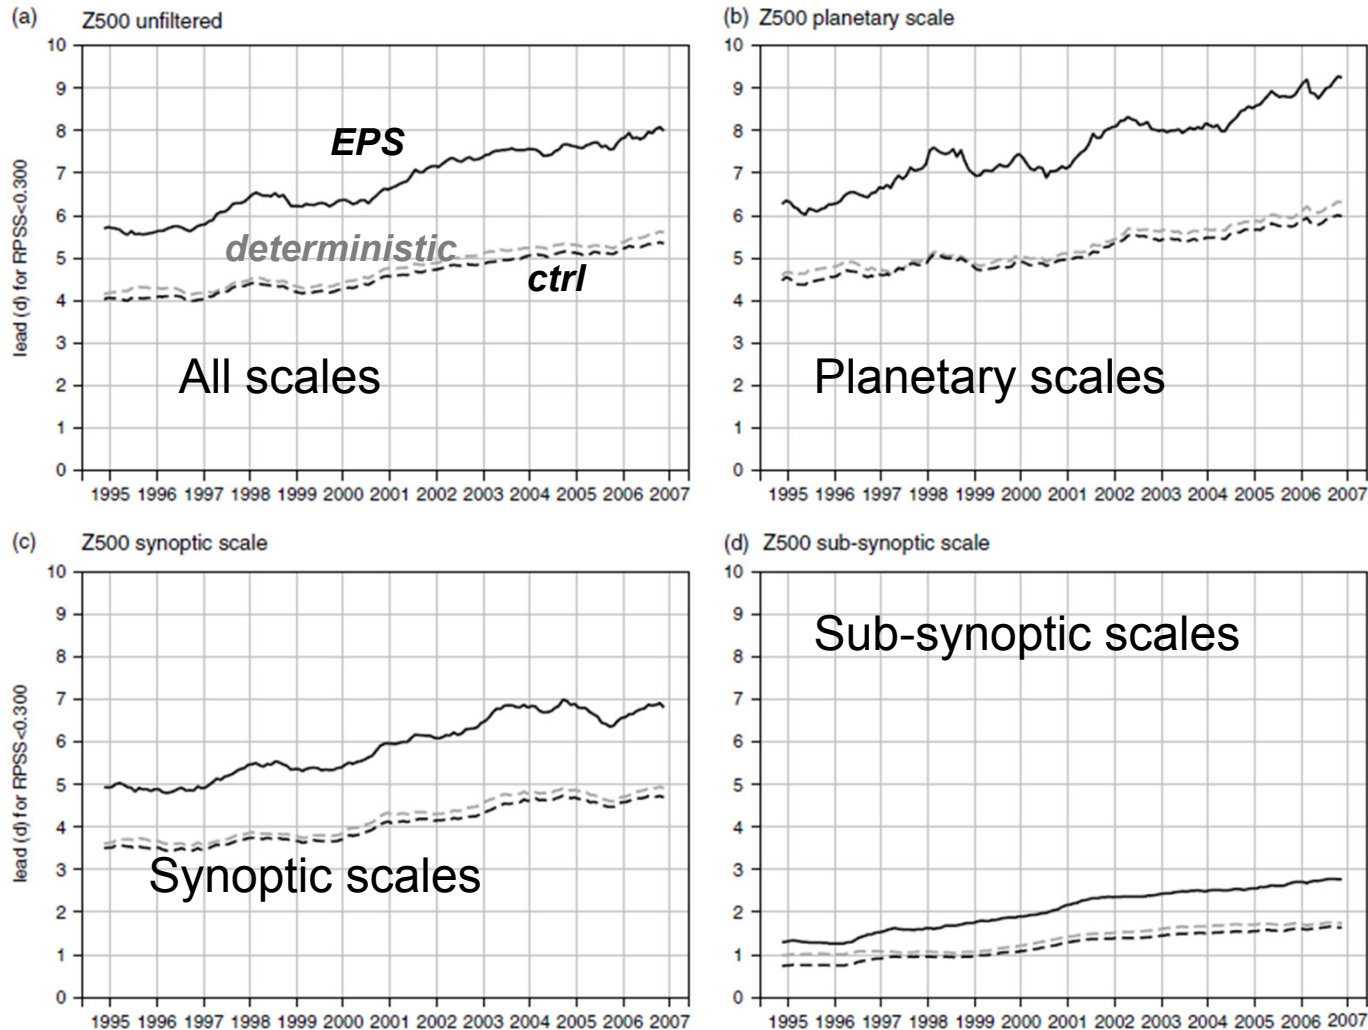 (a) Z500 unfiltered
10
9
8
7
6
5
4
3
2
1
0
lead (d) for RPSS<0.300
EPS
deterministic
ctrl
All scales
1995 1996 1997 1998 1999 2000 2001 2002 2003 2004 2005 2006 2007
(b) Z500 planetary scale
10
9
8
7
6
5
4
3
2
1
0
Planetary scales
1995 1996 1997 1998 1999 2000 2001 2002 2003 2004 2005 2006 2007
(c) Z500 synoptic scale
10
9
8
7
6
5
4
3
2
1
0
lead (d) for RPSS<0.300
Synoptic scales
1995 1996 1997 1998 1999 2000 2001 2002 2003 2004 2005 2006 2007
(d) Z500 sub-synoptic scale
10
9
8
7
6
5
4
3
2
1
0
Sub-synoptic scales
1995 1996 1997 1998 1999 2000 2001 2002 2003 2004 2005 2006 2007